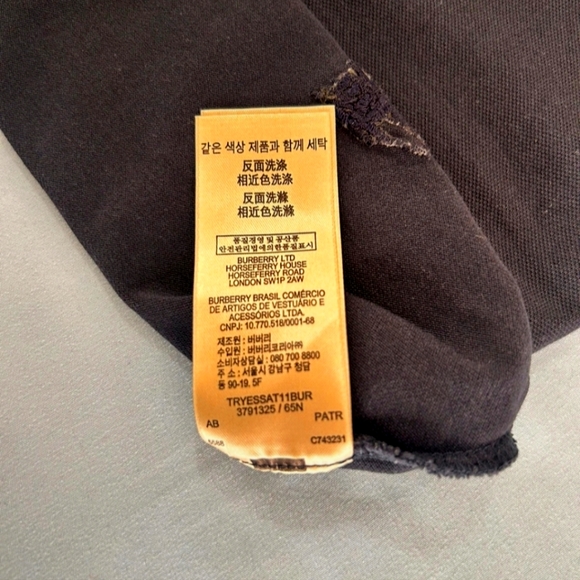 같은 색상 제품과 함께 세탁
反面洗涤
相近色洗涤
反面洗滌
相近色洗滌
품질경영 및 공산품
안전관리법에의한품질표시
BURBERRY LTD
HORSEFERRY HOUSE
HORSEFERRY ROAD
LONDON SW1P 2AW
BURBERRY BRASIL COMÉRCIO
DE ARTIGOS DE VESTUÁRIO E
ACESSÓRIOS LTDA.
CNPJ: 10.770.518/0001-68
제조원 : 버버리
수입원 : 버버리코리아㈜
소비자상담실 : 080 700 8800
주 소 : 서울시 강남구 청담
동 90-19. 5F
TRYESSAT11BUR
3791325 / 65N
AB PATR
C743231